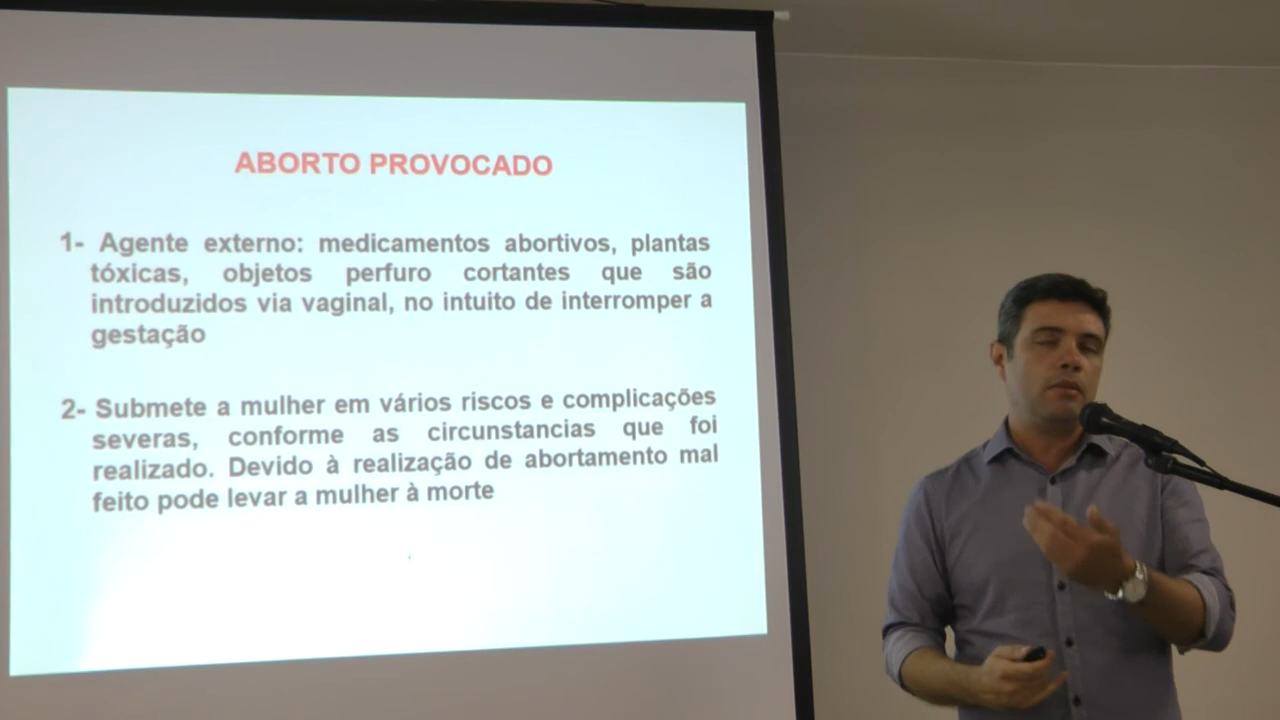 ABORTO PROVOCADO
1- Agente externo: medicamentos abortivos, plantas
tóxicas, objetos perfuro cortantes que são
introduzidos via vaginal, no intuito de interromper a
gestação
2- Submete a mulher em vários riscos e complicações
severas, conforme as circunstancias que foi
realizado. Devido à realização de abortamento mal
feito pode levar a mulher à morte